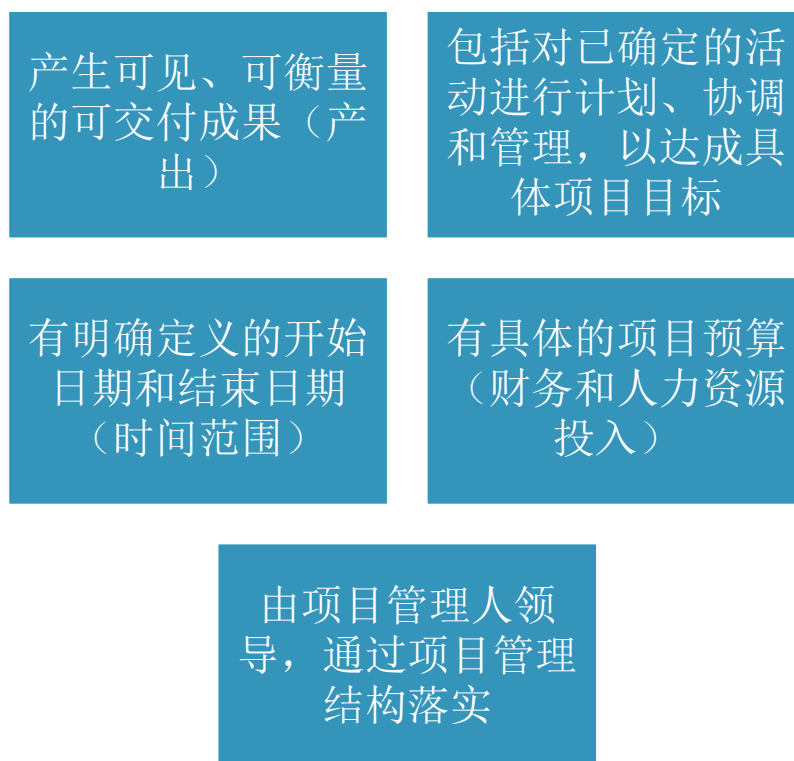 产生可见、可衡量
的可交付成果（产
出）
包括对已确定的活
动进行计划、协调
和管理，以达成具
体项目目标
有明确定义的开始
日期和结束日期
（时间范围）
有具体的项目预算
（财务和人力资源
投入）
由项目管理人领
导，通过项目管理
结构落实